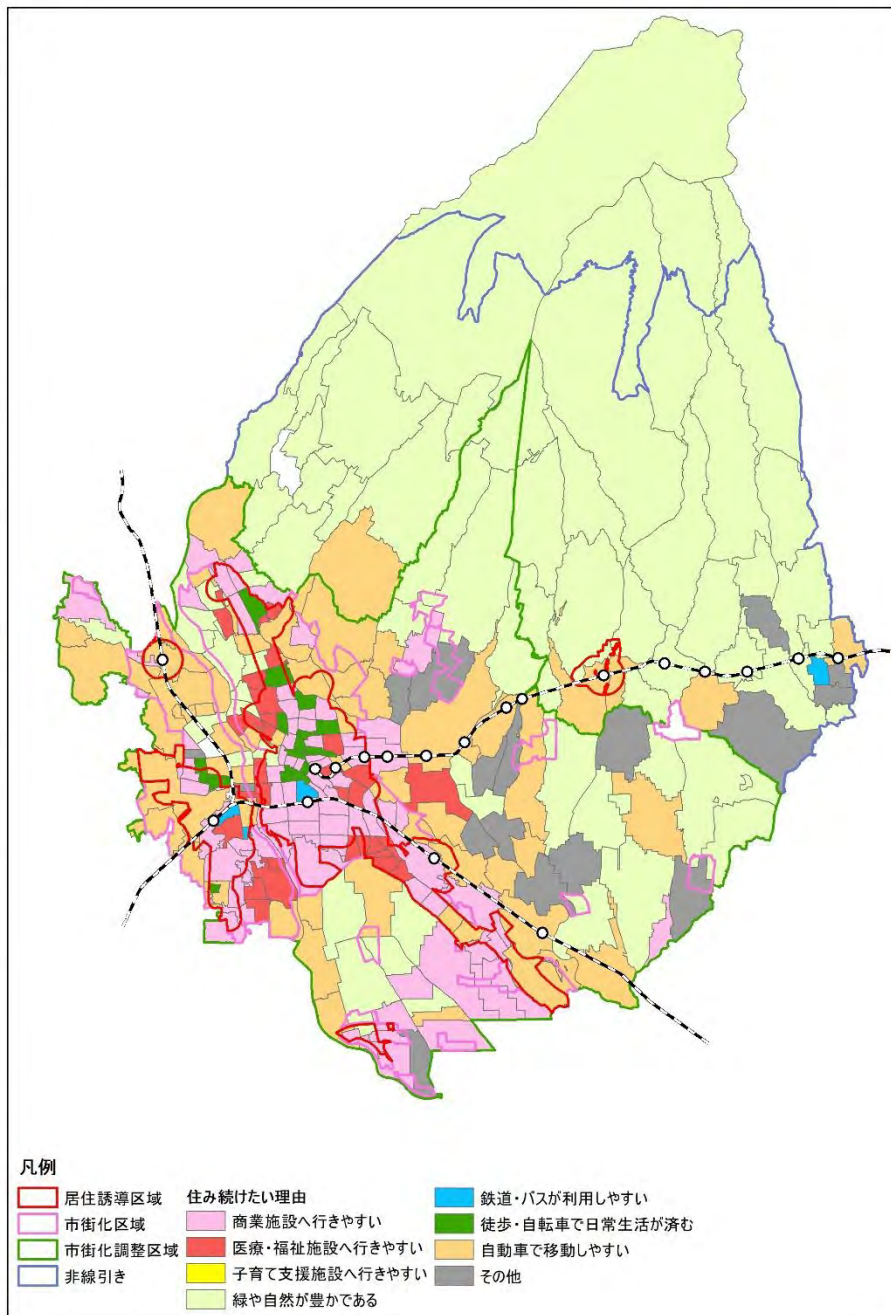 凡例
居住誘導区域
市街化区域
市街化調整区域
非線引き
住み続けたい理由
商業施設へ行きやすい
医療・福祉施設へ行きやすい
子育て支援施設へ行きやすい
緑や自然が豊かである
鉄道・バスが利用しやすい
徒歩・自転車で日常生活が済む
自動車で移動しやすい
その他